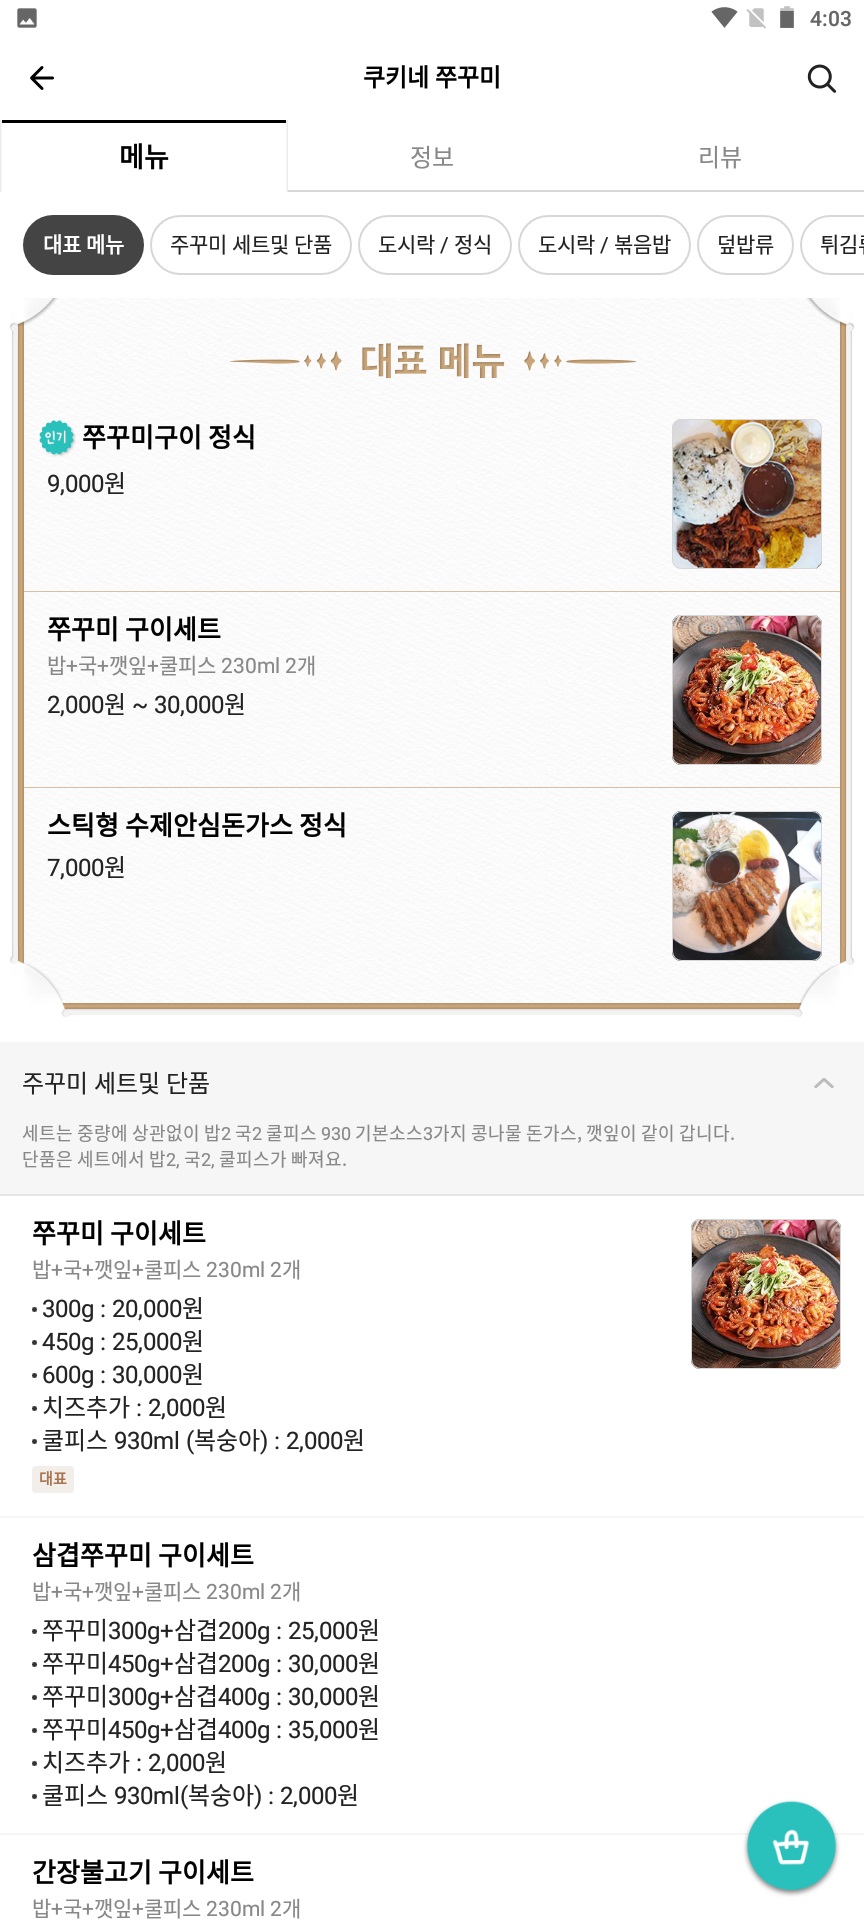 4:03
쿠키네 쭈꾸미
메뉴
정보
리뷰
대표 메뉴
주꾸미 세트및 단품
도시락 / 정식
도시락 / 볶음밥
덮밥류
튀김류
대표 메뉴
인기 쭈꾸미구이 정식
9,000원
쭈꾸미 구이세트
밥+국+깻잎+쿨피스 230ml 2개
2,000원 ~ 30,000원
스틱형 수제안심돈가스 정식
7,000원
주꾸미 세트및 단품
세트는 중량에 상관없이 밥2 국2 쿨피스 930 기본소스3가지 콩나물 돈가스, 깻잎이 같이 갑니다.
단품은 세트에서 밥2, 국2, 쿨피스가 빠져요.
쭈꾸미 구이세트
밥+국+깻잎+쿨피스 230ml 2개
• 300g : 20,000원
• 450g : 25,000원
• 600g : 30,000원
• 치즈추가 : 2,000원
• 쿨피스 930ml (복숭아) : 2,000원
대표
삼겹쭈꾸미 구이세트
밥+국+깻잎+쿨피스 230ml 2개
• 쭈꾸미300g+삼겹200g : 25,000원
• 쭈꾸미450g+삼겹200g : 30,000원
• 쭈꾸미300g+삼겹400g : 30,000원
• 쭈꾸미450g+삼겹400g : 35,000원
• 치즈추가 : 2,000원
• 쿨피스 930ml(복숭아) : 2,000원
간장불고기 구이세트
밥+국+깻잎+쿨피스 230ml 2개